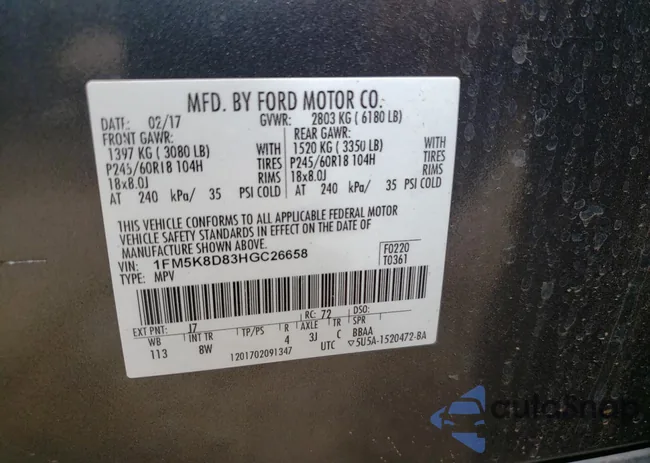 MFD. BY FORD MOTOR CO.
DATE: 02/17 GVWR: 2803 KG ( 6180 LB)
FRONT GAWR: REAR GAWR:
1397 KG ( 3080 LB) WITH 1520 KG ( 3350 LB) WITH
P245/60R18 104H TIRES P245/60R18 104H TIRES
18x8.0J RIMS 18x8.0J RIMS
AT 240 kPa/ 35 PSI COLD AT 240 kPa/ 35 PSI COLD
THIS VEHICLE CONFORMS TO ALL APPLICABLE FEDERAL MOTOR
VEHICLE SAFETY STANDARDS IN EFFECT ON THE DATE OF
MANUFACTURE SHOWN ABOVE.
VIN: 1FM5K8D83HGC26658 F0220
TYPE: MPV T0361
EXT PNT: J7 RC: 72 DSO:
WB INT TR TP/PS R AXLE TR SPR
113 8W 4 3J C BBAA
1201702091347 UTC ▽5U5A-1520472-BA
autoSnap